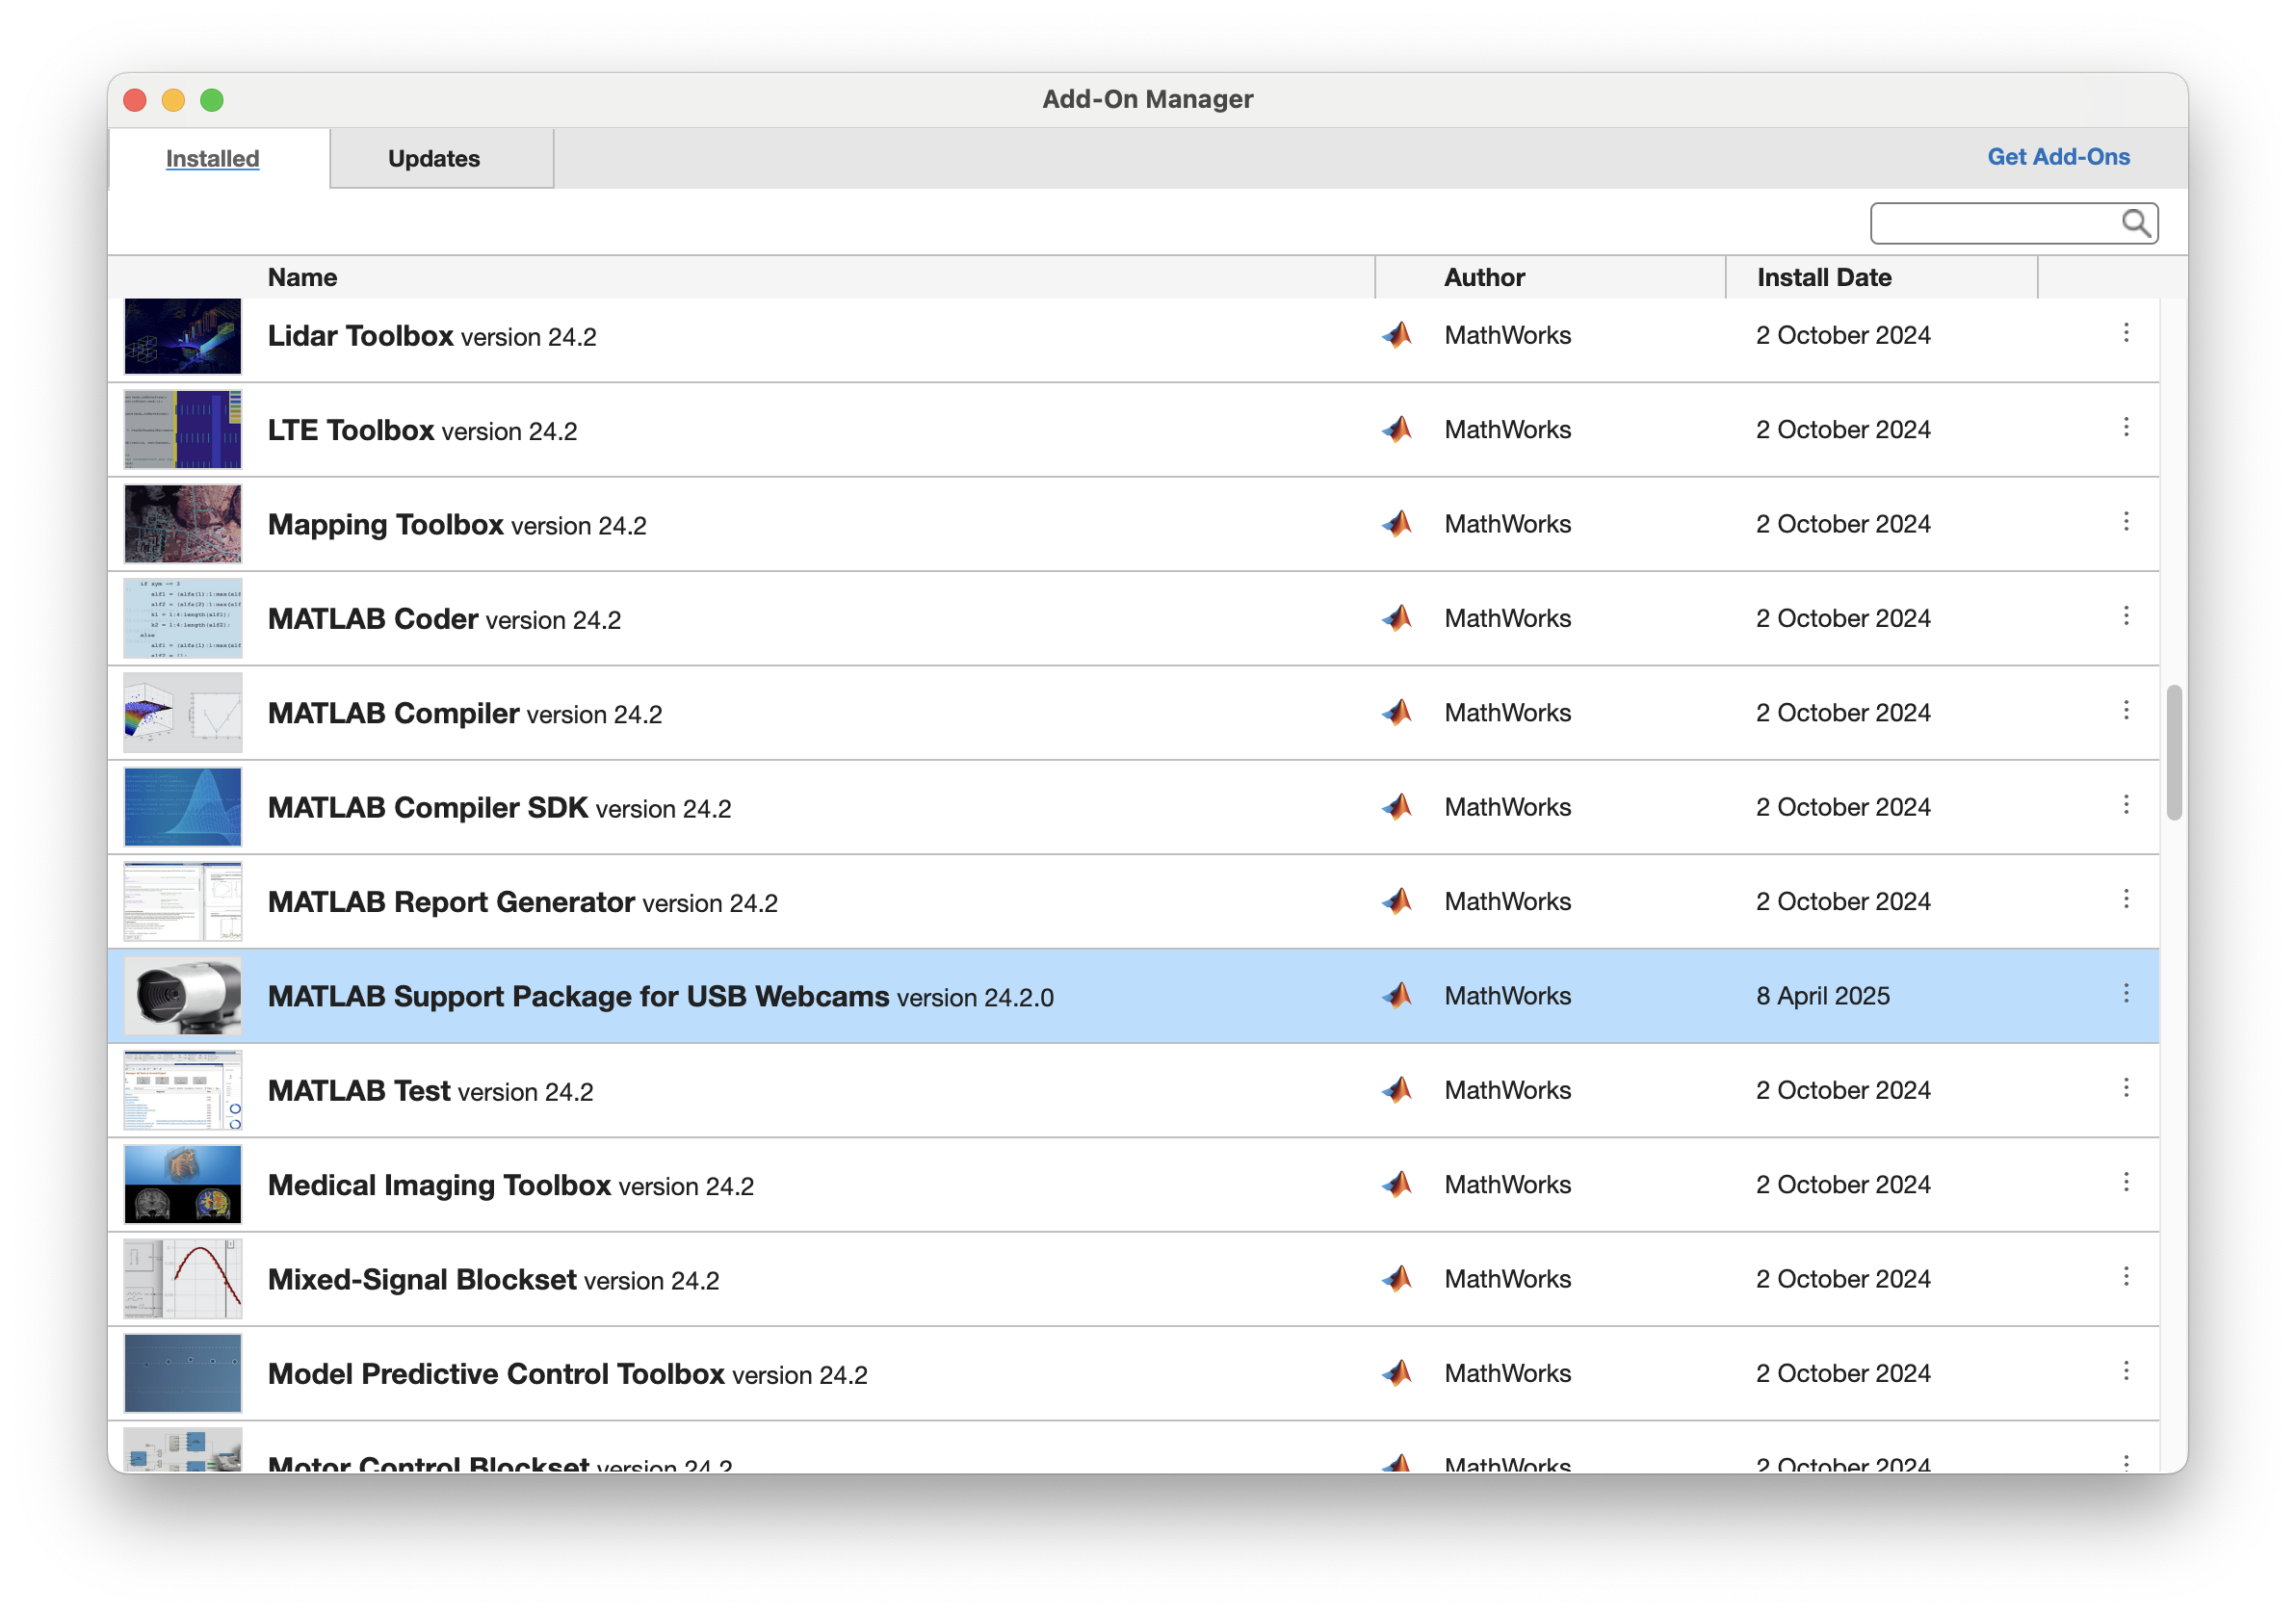 Add-On Manager
Installed
Updates
Get Add-Ons
Name
Author
Install Date
Lidar Toolbox version 24.2
MathWorks
2 October 2024
LTE Toolbox version 24.2
MathWorks
2 October 2024
Mapping Toolbox version 24.2
MathWorks
2 October 2024
MATLAB Coder version 24.2
MathWorks
2 October 2024
MATLAB Compiler version 24.2
MathWorks
2 October 2024
MATLAB Compiler SDK version 24.2
MathWorks
2 October 2024
MATLAB Report Generator version 24.2
MathWorks
2 October 2024
MATLAB Support Package for USB Webcams version 24.2.0
MathWorks
8 April 2025
MATLAB Test version 24.2
MathWorks
2 October 2024
Medical Imaging Toolbox version 24.2
MathWorks
2 October 2024
Mixed-Signal Blockset version 24.2
MathWorks
2 October 2024
Model Predictive Control Toolbox version 24.2
MathWorks
2 October 2024
Motor Control Blockset version 24.2
MathWorks
2 October 2024